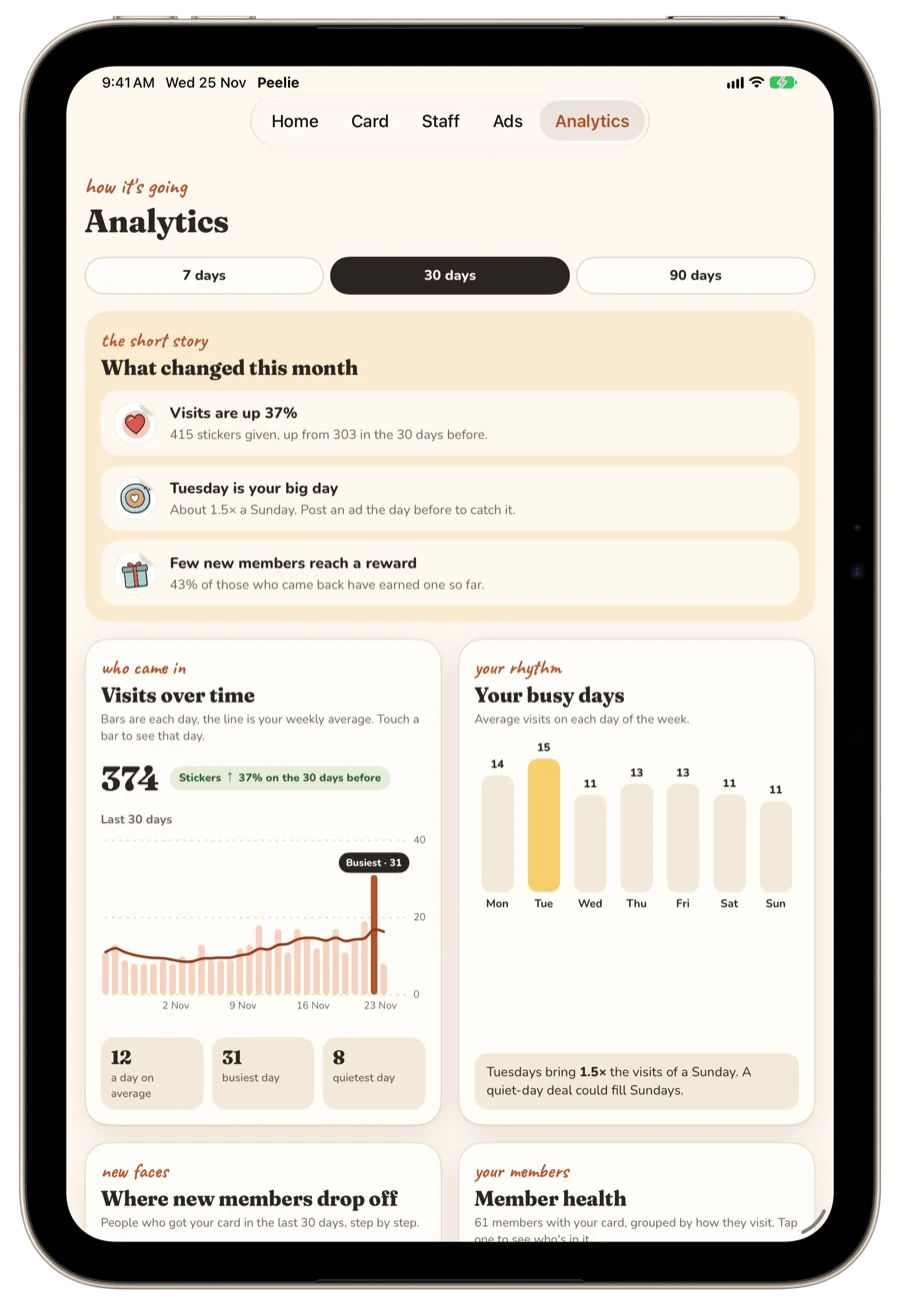 9:41 AM Wed 25 Nov Peelie
Home Card Staff Ads Analytics
how it's going
Analytics
7 days 30 days 90 days
the short story
What changed this month
Visits are up 37%
415 stickers given, up from 303 in the 30 days before.
Tuesday is your big day
About 1.5× a Sunday. Post an ad the day before to catch it.
Few new members reach a reward
43% of those who came back have earned one so far.
who came in
Visits over time
Bars are each day, the line is your weekly average. Touch a
bar to see that day.
374 Stickers ↑ 37% on the 30 days before
Last 30 days
40
Busiest · 31
20
0
2 Nov 9 Nov 16 Nov 23 Nov
12
a day on
average
31
busiest day
8
quietest day
your rhythm
Your busy days
Average visits on each day of the week.
14 15 11 13 13 11 11
Mon Tue Wed Thu Fri Sat Sun
Tuesdays bring 1.5× the visits of a Sunday. A
quiet-day deal could fill Sundays.
new faces
Where new members drop off
People who got your card in the last 30 days, step by step.
your members
Member health
61 members with your card, grouped by how they visit. Tap
one to see who's in it.